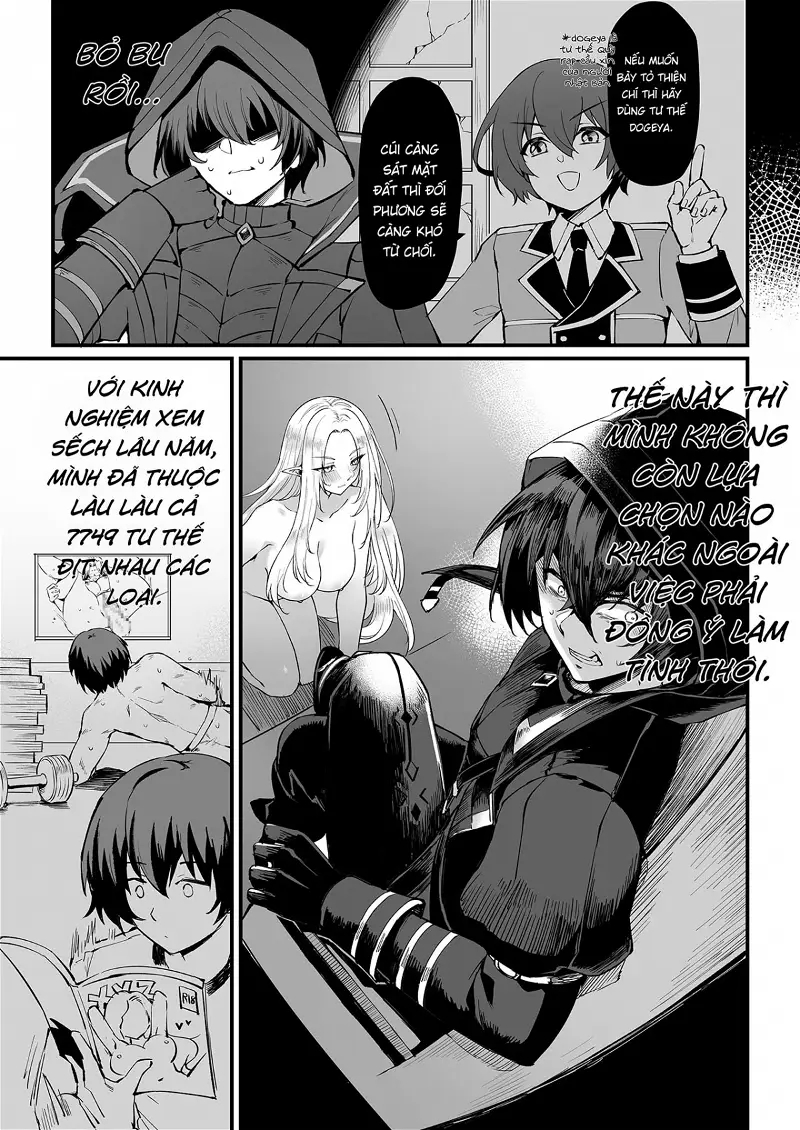 NẾU MUỐN
BÀY TỎ THIỆN
CHÍ THÌ HÃY
DÙNG TƯ THẾ
DOGEYA.
*DOGEYA là
tư thế quỳ
rạp cầu xin
của người
nhật bản
CÚI CÀNG
SÁT MẶT
ĐẤT THÌ ĐỐI
PHƯƠNG SẼ
CÀNG KHÓ
TỪ CHỐI.
BỎ BU
RỒI...
THẾ NÀY THÌ
MÌNH KHÔNG
CÒN LỰA
CHỌN NÀO
KHÁC NGOÀI
VIỆC PHẢI
ĐỒNG Ý LÀM
TÌNH THÔI.
VỚI KINH
NGHIỆM XEM
SẾCH LÂU NĂM,
MÌNH ĐÃ THUỘC
LÀU LÀU CẢ
7749 TƯ THẾ
ĐỊT NHAU CÁC
LOẠI.
R18